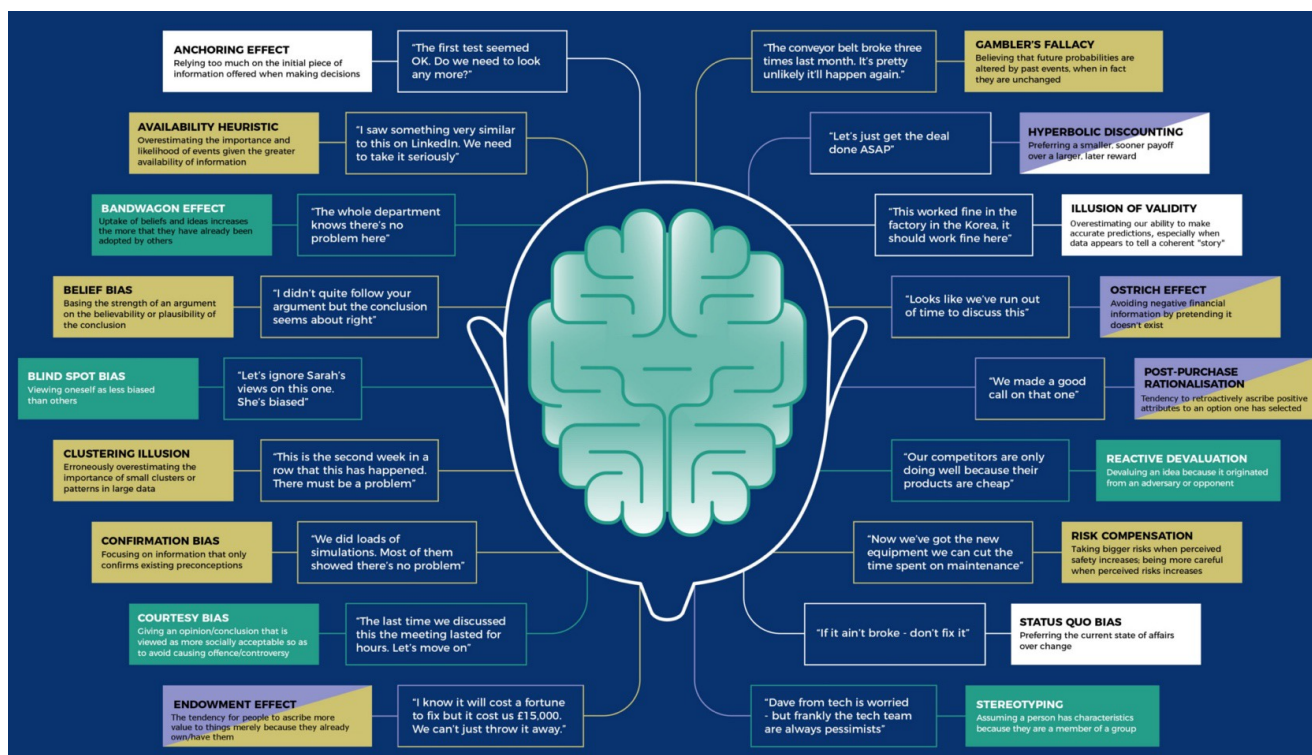 ANCHORING EFFECT
Relying too much on the initial piece of
information offered when making decisions
“The first test seemed
OK. Do we need to look
any more?”
AVAILABILITY HEURISTIC
Overestimating the importance and
likelihood of events given the greater
availability of information
“I saw something very similar
to this on LinkedIn. We need
to take it seriously”
BANDWAGON EFFECT
Uptake of beliefs and ideas increases
the more that they have already been
adopted by others
“The whole department
knows there’s no
problem here”
BELIEF BIAS
Basing the strength of an argument
on the believability or plausibility of
the conclusion
“I didn’t quite follow your
argument but the conclusion
seems about right”
BLIND SPOT BIAS
Viewing oneself as less biased
than others
“Let’s ignore Sarah’s
views on this one.
She’s biased”
CLUSTERING ILLUSION
Erroneously overestimating the
importance of small clusters or
patterns in large data
“This is the second week in a
row that this has happened.
There must be a problem”
CONFIRMATION BIAS
Focusing on information that only
confirms existing preconceptions
“We did loads of
simulations. Most of them
showed there’s no problem”
COURTESY BIAS
Giving an opinion/conclusion that is
viewed as more socially acceptable so as
to avoid causing offence/controversy
“The last time we discussed
this the meeting lasted for
hours. Let’s move on”
ENDOWMENT EFFECT
The tendency for people to ascribe more
value to things merely because they already
own/have them
“I know it will cost a fortune
to fix but it cost us £15,000.
We can’t just throw it away.”
“The conveyor belt broke three
times last month. It’s pretty
unlikely it’ll happen again.”
GAMBLER’S FALLACY
Believing that future probabilities are
altered by past events, when in fact
they are unchanged
“Let’s just get the deal
done ASAP”
HYPERBOLIC DISCOUNTING
Preferring a smaller, sooner payoff
over a larger, later reward
“This worked fine in the
factory in the Korea, it
should work fine here”
ILLUSION OF VALIDITY
Overestimating our ability to make
accurate predictions, especially when
data appears to tell a coherent “story”
“Looks like we’ve run out
of time to discuss this”
OSTRICH EFFECT
Avoiding negative financial
information by pretending it
doesn’t exist
“We made a good
call on that one”
POST-PURCHASE
RATIONALISATION
Tendency to retroactively ascribe positive
attributes to an option one has selected
“Our competitors are only
doing well because their
products are cheap”
REACTIVE DEVALUATION
Devaluing an idea because it originated
from an adversary or opponent
“Now we’ve got the new
equipment we can cut the
time spent on maintenance”
RISK COMPENSATION
Taking bigger risks when perceived
safety increases; being more careful
when perceived risks increases
“If it ain’t broke - don’t fix it”
STATUS QUO BIAS
Preferring the current state of affairs
over change
“Dave from tech is worried
- but frankly the tech team
are always pessimists”
STEREOTYPING
Assuming a person has characteristics
because they are a member of a group